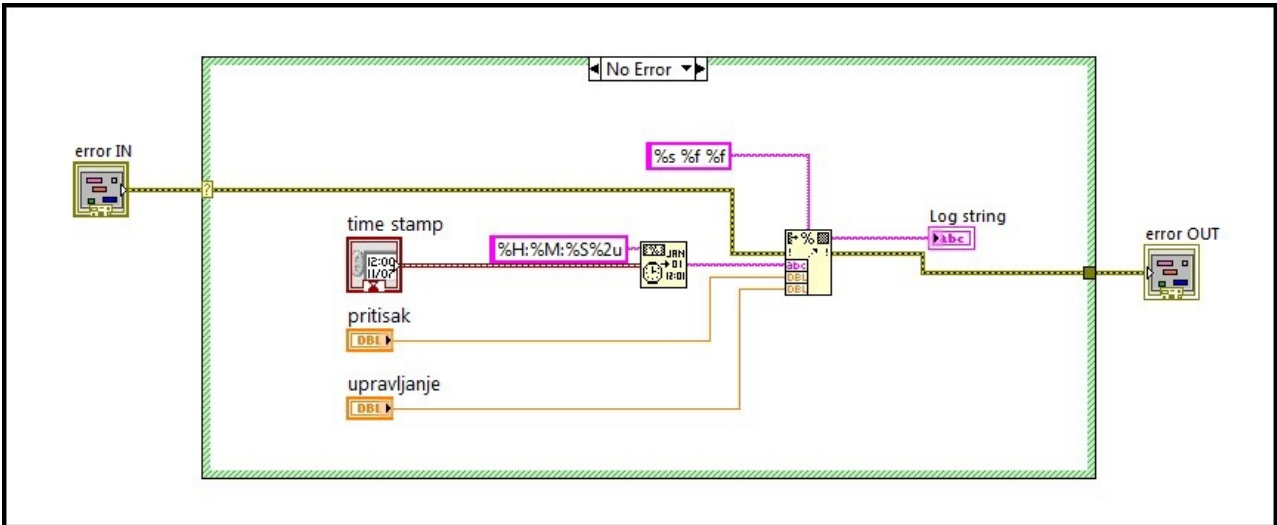 No Error
error IN
%s %f %f
time stamp
Log string
error OUT
%H:%M:%S%2u
12:00
11/07
JAN
01
12:01
%
abc
abc
DBL
DBL
pritisak
DBL
upravljanje
DBL
?